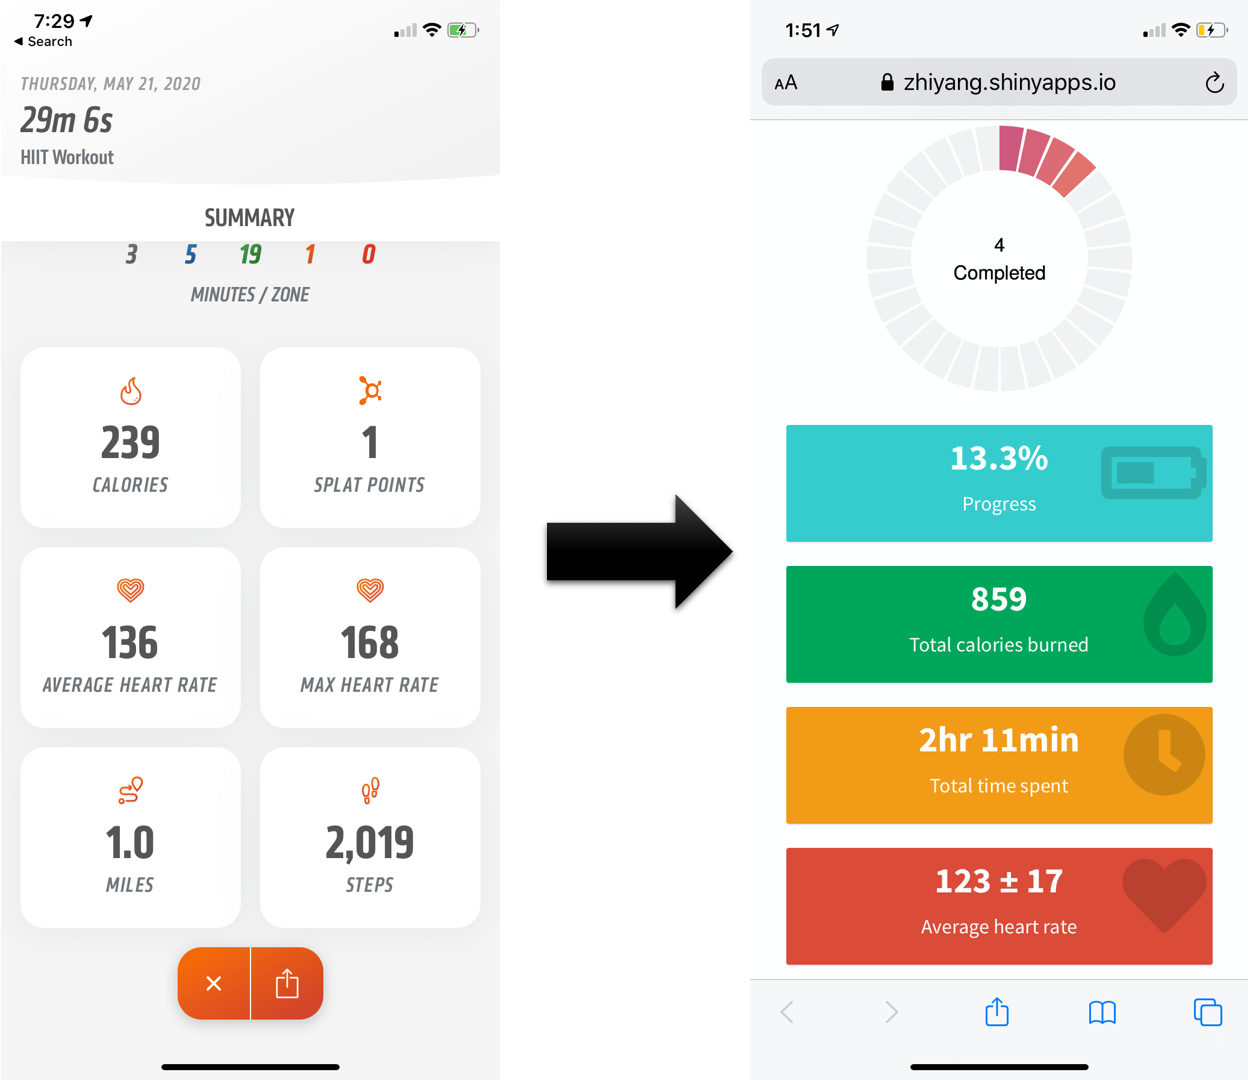 7:29
◀ Search
THURSDAY, MAY 21, 2020
29m 6s
HIIT Workout
SUMMARY
3 5 19 1 0
MINUTES / ZONE
239
CALORIES
1
SPLAT POINTS
136
AVERAGE HEART RATE
168
MAX HEART RATE
1.0
MILES
2,019
STEPS
1:51
AA
zhiyang.shinyapps.io
4
Completed
13.3%
Progress
859
Total calories burned
2hr 11min
Total time spent
123 ± 17
Average heart rate